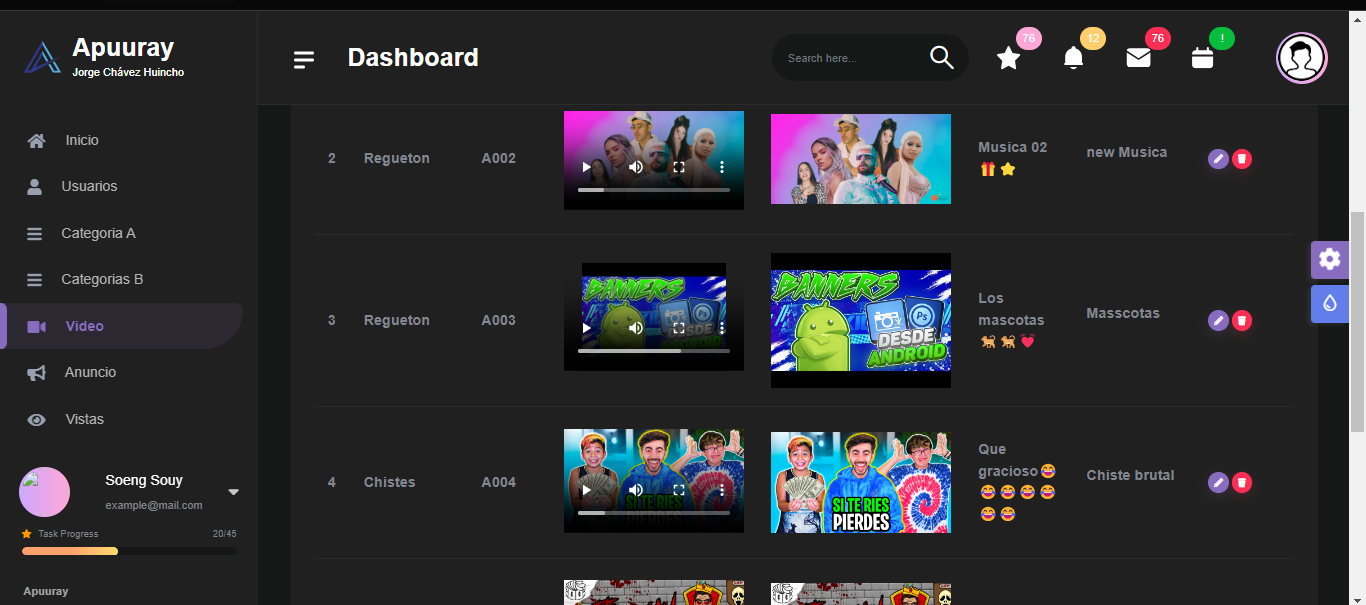 Apuuray
Jorge Chávez Huincho
Dashboard
Search here...
76
12
76
!
Inicio
Usuarios
Categoria A
Categorias B
Video
Anuncio
Vistas
Soeng Souy
example@mail.com
Task Progress
20/45
Apuuray
2
Regueton
A002
Musica 02
new Musica
3
Regueton
A003
BANNERS
Ps
BANNERS
Ps
DESDE
ANDROID
Los
mascotas
Masscotas
4
Chistes
A004
SI TE RIES
SI TE RIES
PIERDES
Que
gracioso😂
😂😂😂😂
😂😂
Chiste brutal